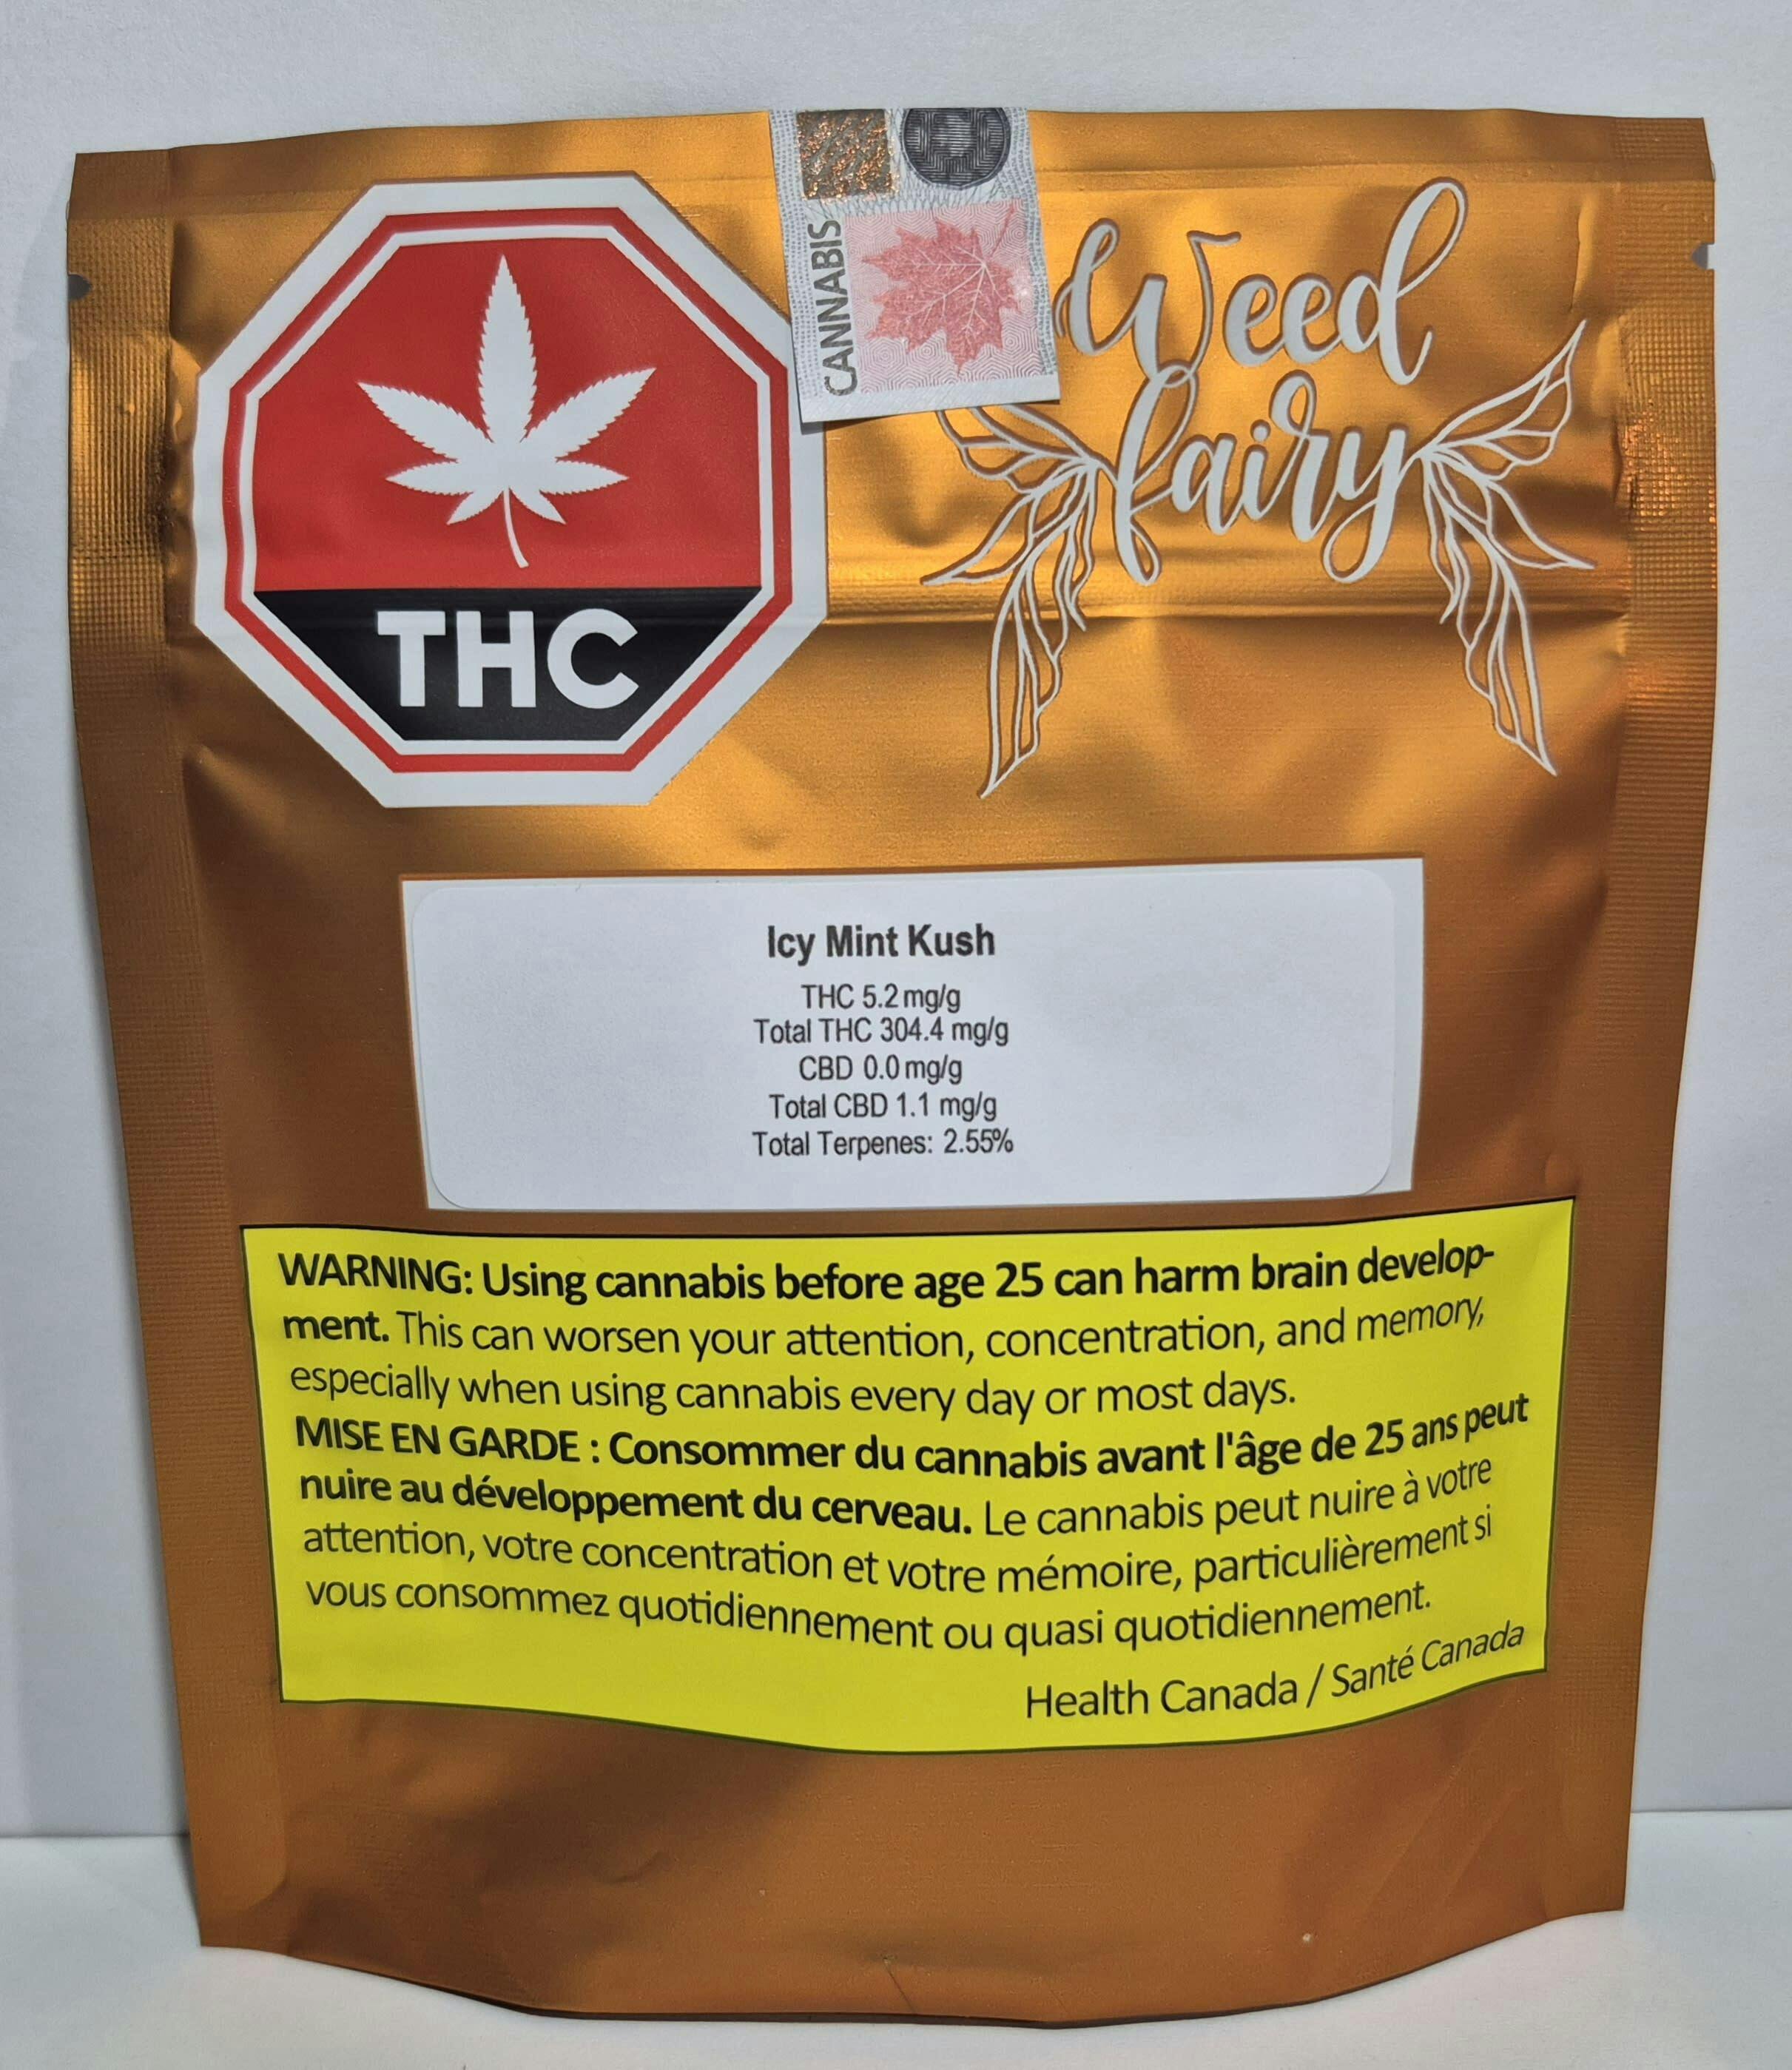 CANNABIS
Weed
fairy
THC
Icy Mint Kush
THC 5.2 mg/g
Total THC 304.4 mg/g
CBD 0.0 mg/g
Total CBD 1.1 mg/g
Total Terpenes: 2.55%
WARNING: Using cannabis before age 25 can harm brain develop-
ment. This can worsen your attention, concentration, and memory,
especially when using cannabis every day or most days.
MISE EN GARDE : Consommer du cannabis avant l'âge de 25 ans peut
nuire au développement du cerveau. Le cannabis peut nuire à votre
attention, votre concentration et votre mémoire, particulièrement si
vous consommez quotidiennement ou quasi quotidiennement.
Health Canada / Santé Canada